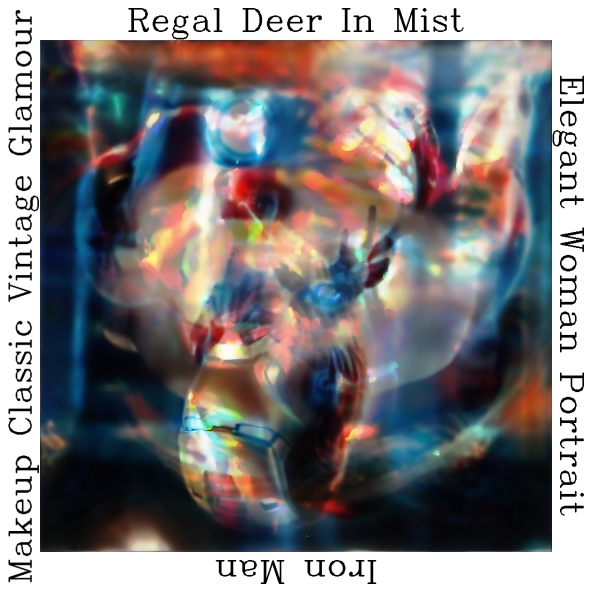 Regal Deer In Mist
Makeup Classic Vintage Glamour
Elegant Woman Portrait
Iron Man